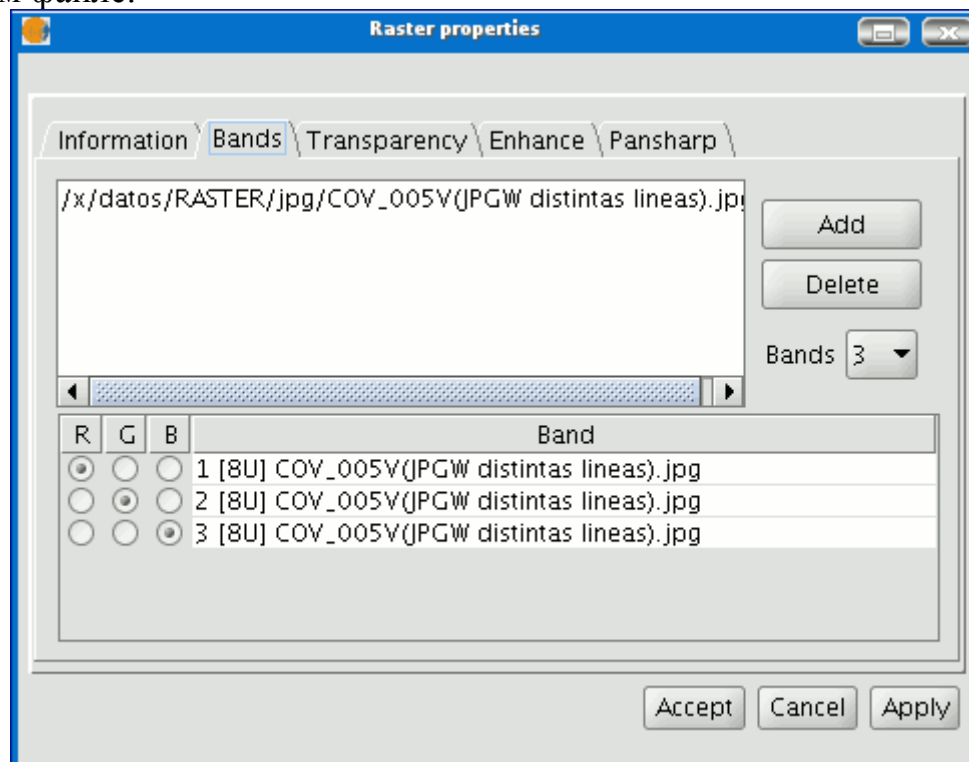 файле.
Raster properties
Information Bands Transparency Enhance Pansharp
/x/datos/RASTER/jpg/COV_005V(JPGW distintas lineas).jp
Add
Delete
Bands 3
R G B Band
1 [8U] COV_005V(JPGW distintas lineas).jpg
2 [8U] COV_005V(JPGW distintas lineas).jpg
3 [8U] COV_005V(JPGW distintas lineas).jpg
Accept Cancel Apply